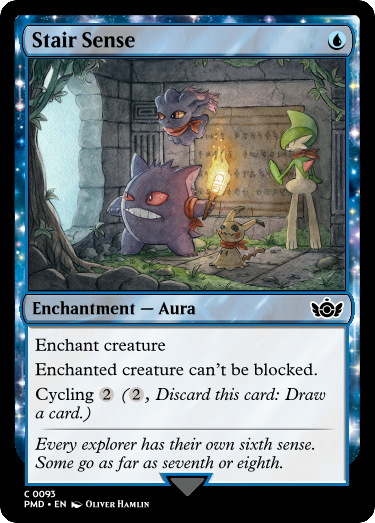 Stair Sense
Enchantment — Aura
Enchant creature
Enchanted creature can't be blocked.
Cycling 2 (2, Discard this card: Draw
a card.)
Every explorer has their own sixth sense.
Some go as far as seventh or eighth.
C 0093
PMD • EN Oliver Hamlin